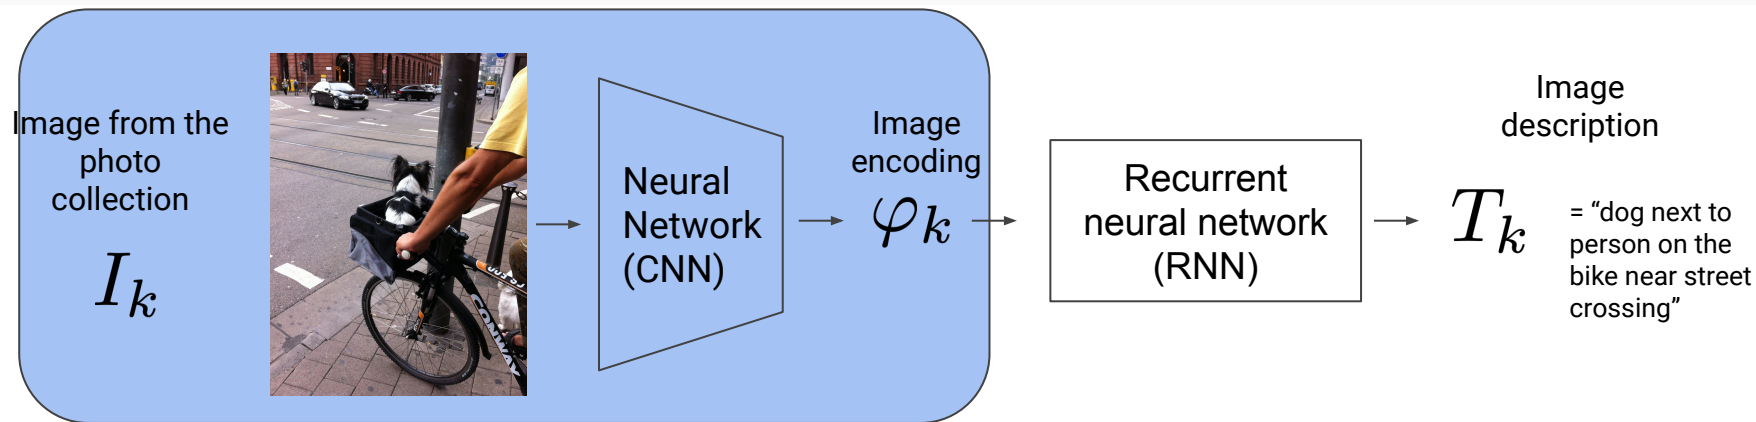 Image from the
photo
collection
I_k
CONWAY
Neural
Network
(CNN)
Image
encoding
φ_k
Recurrent
neural network
(RNN)
Image
description
T_k
= “dog next to
person on the
bike near street
crossing”